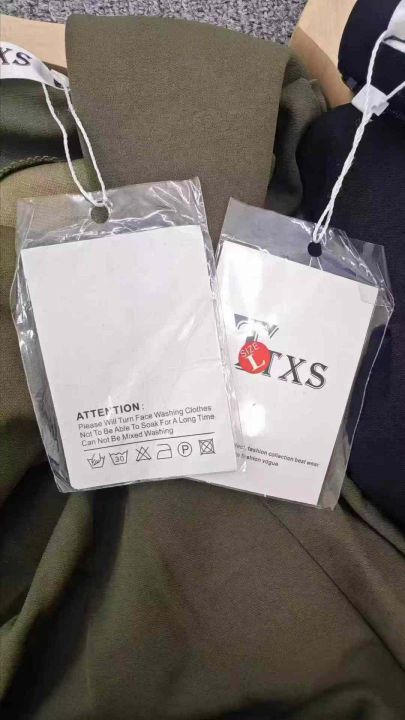 XS
ATTENTION:
Please Will Turn Face Washing Clothes
Not To Be Able To Soak For A Long Time
Can Not Be Mixed Washing
30
P
SIZE
L
TXS
fashion collection best wear
fashion vogue